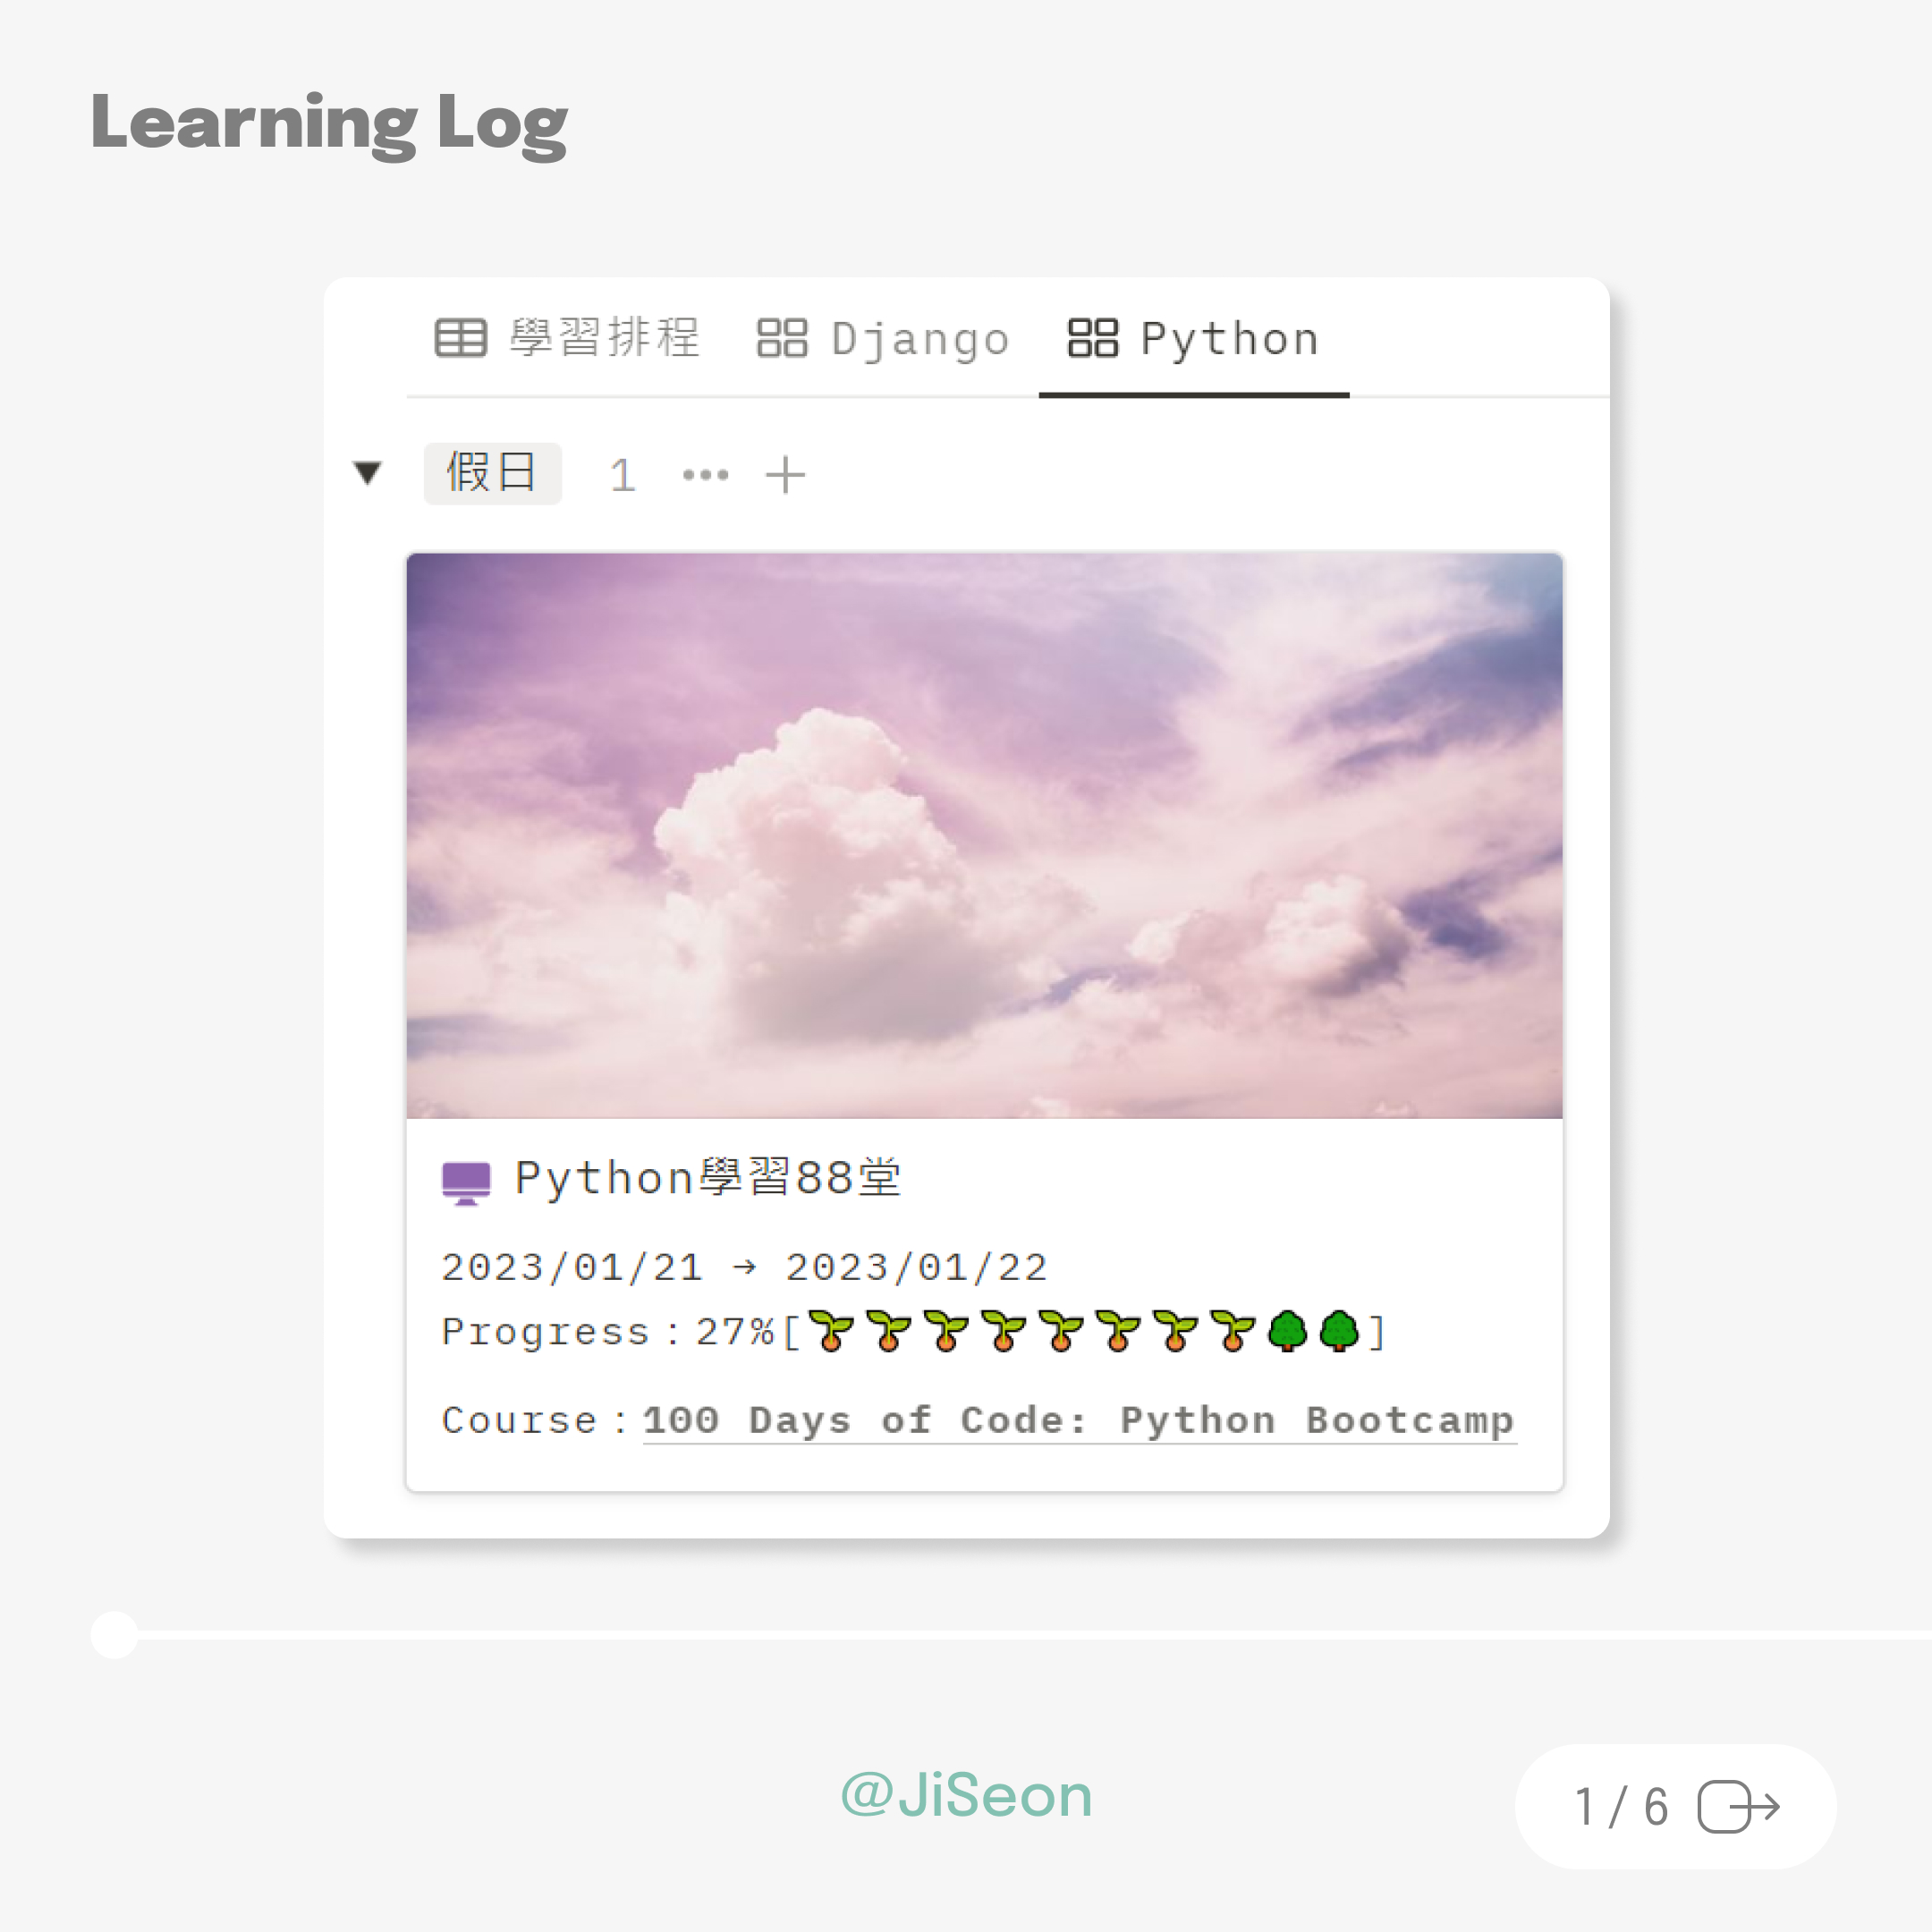 Learning Log
學習排程 Django Python
假日 1 ••• +
Python學習88堂
2023/01/21 → 2023/01/22
Progress：27%[🌱🌱🌱🌱🌱🌱🌱🌱🌳🌳]
Course：100 Days of Code: Python Bootcamp
@JiSeon
1 / 6